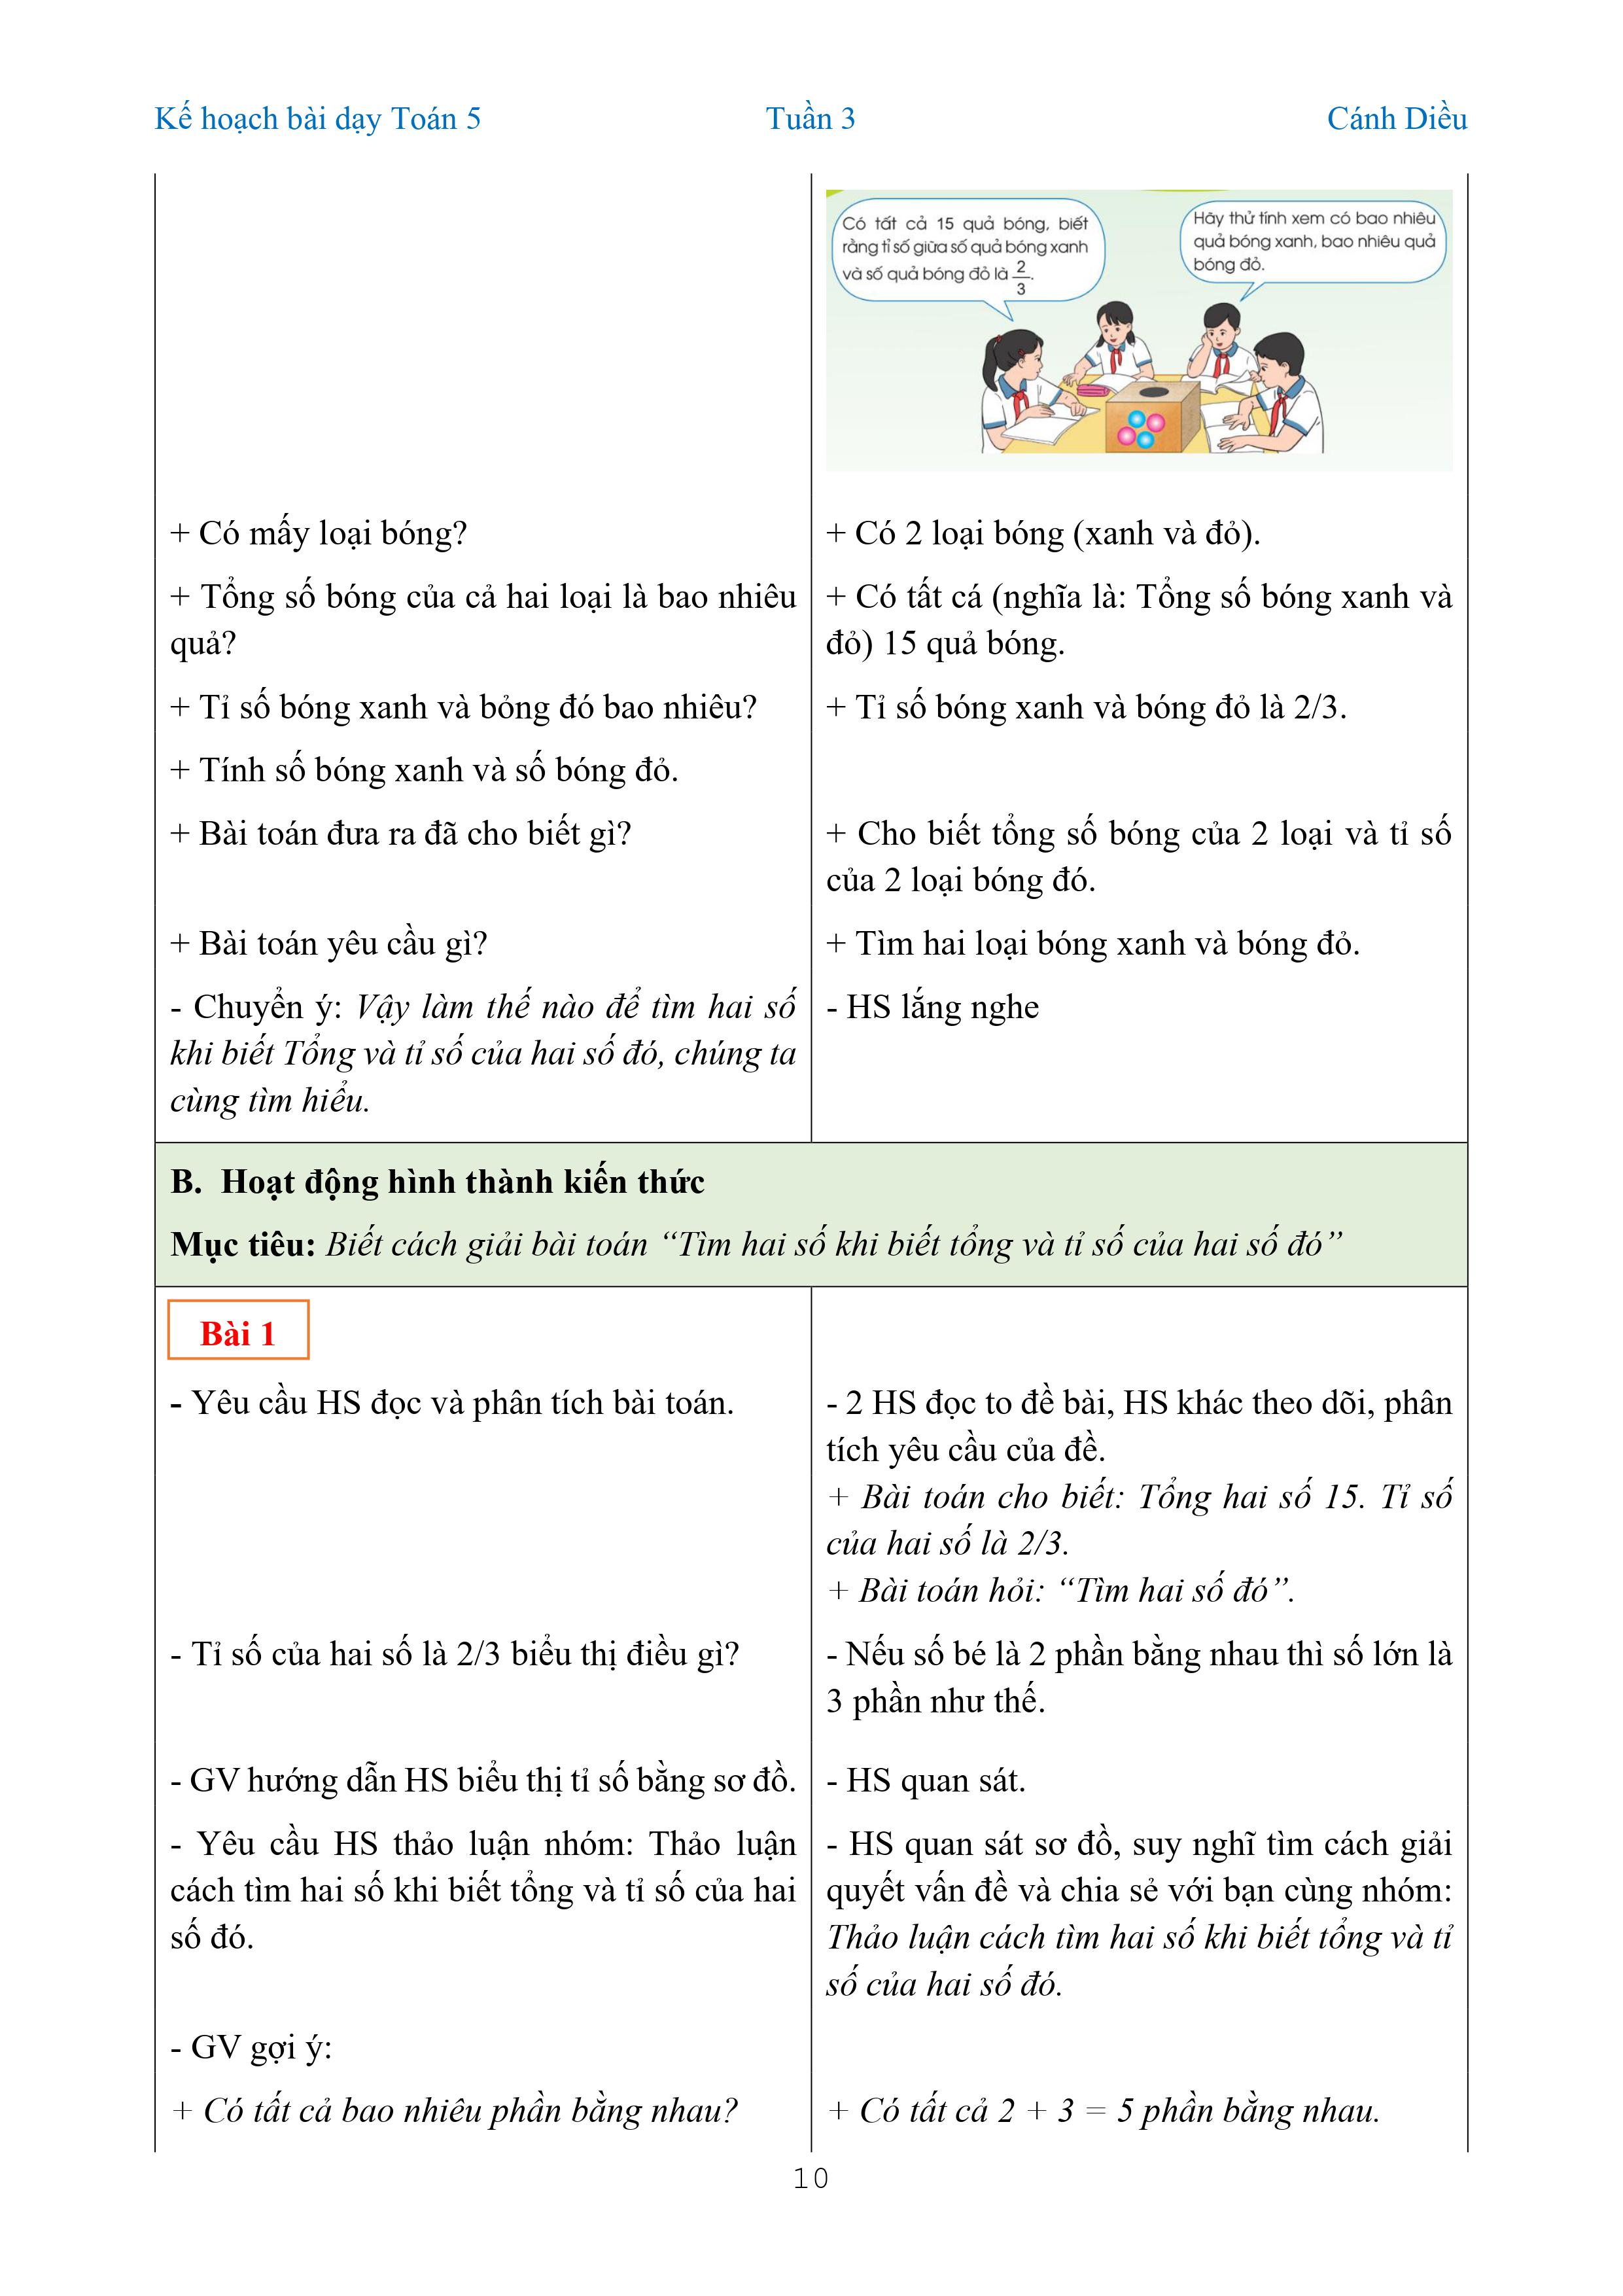 Kế hoạch bài dạy Toán 5 Tuần 3 Cánh Diều
Có tất cả 15 quả bóng, biết
rằng tỉ số giữa số quả bóng xanh
và số quả bóng đỏ là 2/3.
Hãy thử tính xem có bao nhiêu
quả bóng xanh, bao nhiêu quả
bóng đỏ.
+ Có mấy loại bóng?
+ Có 2 loại bóng (xanh và đỏ).
+ Tổng số bóng của cả hai loại là bao nhiêu
quả?
+ Có tất cá (nghĩa là: Tổng số bóng xanh và
đỏ) 15 quả bóng.
+ Tỉ số bóng xanh và bỏng đó bao nhiêu?
+ Tỉ số bóng xanh và bóng đỏ là 2/3.
+ Tính số bóng xanh và số bóng đỏ.
+ Bài toán đưa ra đã cho biết gì?
+ Cho biết tổng số bóng của 2 loại và tỉ số
của 2 loại bóng đó.
+ Bài toán yêu cầu gì?
+ Tìm hai loại bóng xanh và bóng đỏ.
- Chuyển ý: Vậy làm thế nào để tìm hai số
khi biết Tổng và tỉ số của hai số đó, chúng ta
cùng tìm hiểu.
- HS lắng nghe
B. Hoạt động hình thành kiến thức
Mục tiêu: Biết cách giải bài toán “Tìm hai số khi biết tổng và tỉ số của hai số đó”
Bài 1
- Yêu cầu HS đọc và phân tích bài toán.
- 2 HS đọc to đề bài, HS khác theo dõi, phân
tích yêu cầu của đề.
+ Bài toán cho biết: Tổng hai số 15. Tỉ số
của hai số là 2/3.
+ Bài toán hỏi: “Tìm hai số đó”.
- Tỉ số của hai số là 2/3 biểu thị điều gì?
- Nếu số bé là 2 phần bằng nhau thì số lớn là
3 phần như thế.
- GV hướng dẫn HS biểu thị tỉ số bằng sơ đồ.
- HS quan sát.
- Yêu cầu HS thảo luận nhóm: Thảo luận
cách tìm hai số khi biết tổng và tỉ số của hai
số đó.
- HS quan sát sơ đồ, suy nghĩ tìm cách giải
quyết vấn đề và chia sẻ với bạn cùng nhóm:
Thảo luận cách tìm hai số khi biết tổng và tỉ
số của hai số đó.
- GV gợi ý:
+ Có tất cả bao nhiêu phần bằng nhau?
+ Có tất cả 2 + 3 = 5 phần bằng nhau.
10